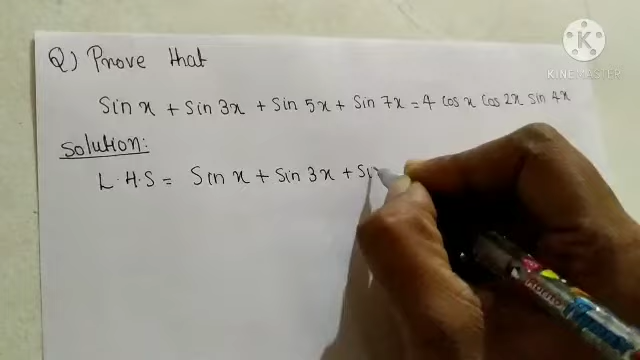 KINEMASTER
Q) Prove that
Sin x + Sin 3x + Sin 5x + Sin 7x = 4 Cos x Cos 2x Sin 4x
Solution:
L.H.S = Sin x + Sin 3x + Si